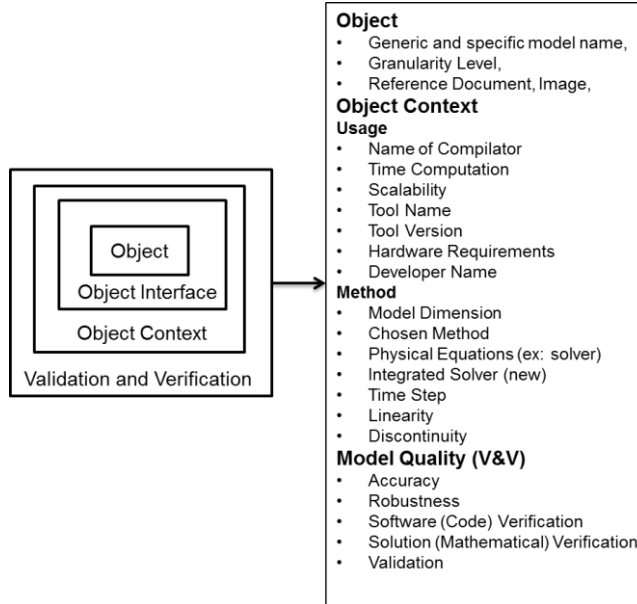 Object
Object Interface
Object Context
Validation and Verification
Object
• Generic and specific model name,
• Granularity Level,
• Reference Document, Image,
Object Context
Usage
• Name of Compilator
• Time Computation
• Scalability
• Tool Name
• Tool Version
• Hardware Requirements
• Developer Name
Method
• Model Dimension
• Chosen Method
• Physical Equations (ex: solver)
• Integrated Solver (new)
• Time Step
• Linearity
• Discontinuity
Model Quality (V&V)
• Accuracy
• Robustness
• Software (Code) Verification
• Solution (Mathematical) Verification
• Validation